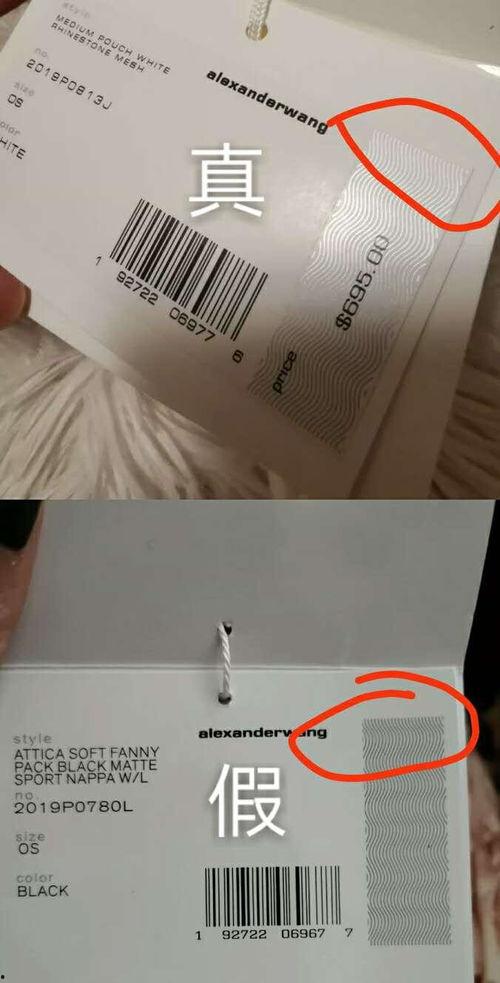 style
MEDIUM POUCH WHITE
RHINESTONE MESH
no.
2019P0813J
size
OS
color
WHITE
alexanderwang
真
1 92722 06977 6
$695.00
price
style
ATTICA SOFT FANNY
PACK BLACK MATTE
SPORT NAPPA W/L
no.
2019P0780L
size
OS
color
BLACK
alexanderwang
假
1 92722 06967 7